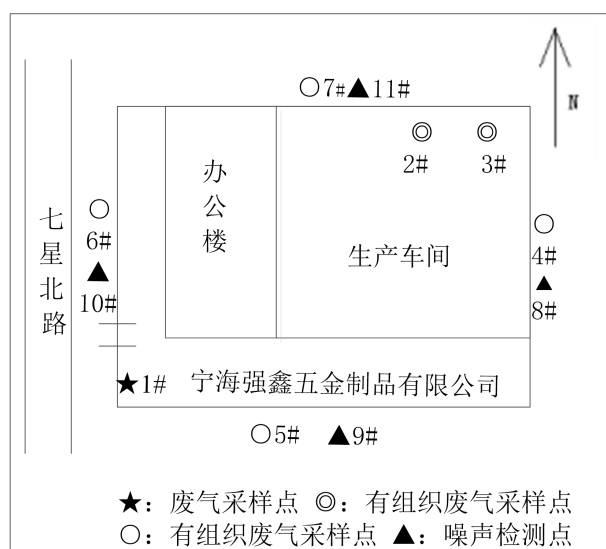 ○7#▲11#
N
◎ ◎
2# 3#
办公楼
七星北路
○
6#
▲
10#
生产车间
○
4#
▲
8#
★1# 宁海强鑫五金制品有限公司
○5# ▲9#
★：废气采样点 ◎：有组织废气采样点
○：有组织废气采样点 ▲：噪声检测点